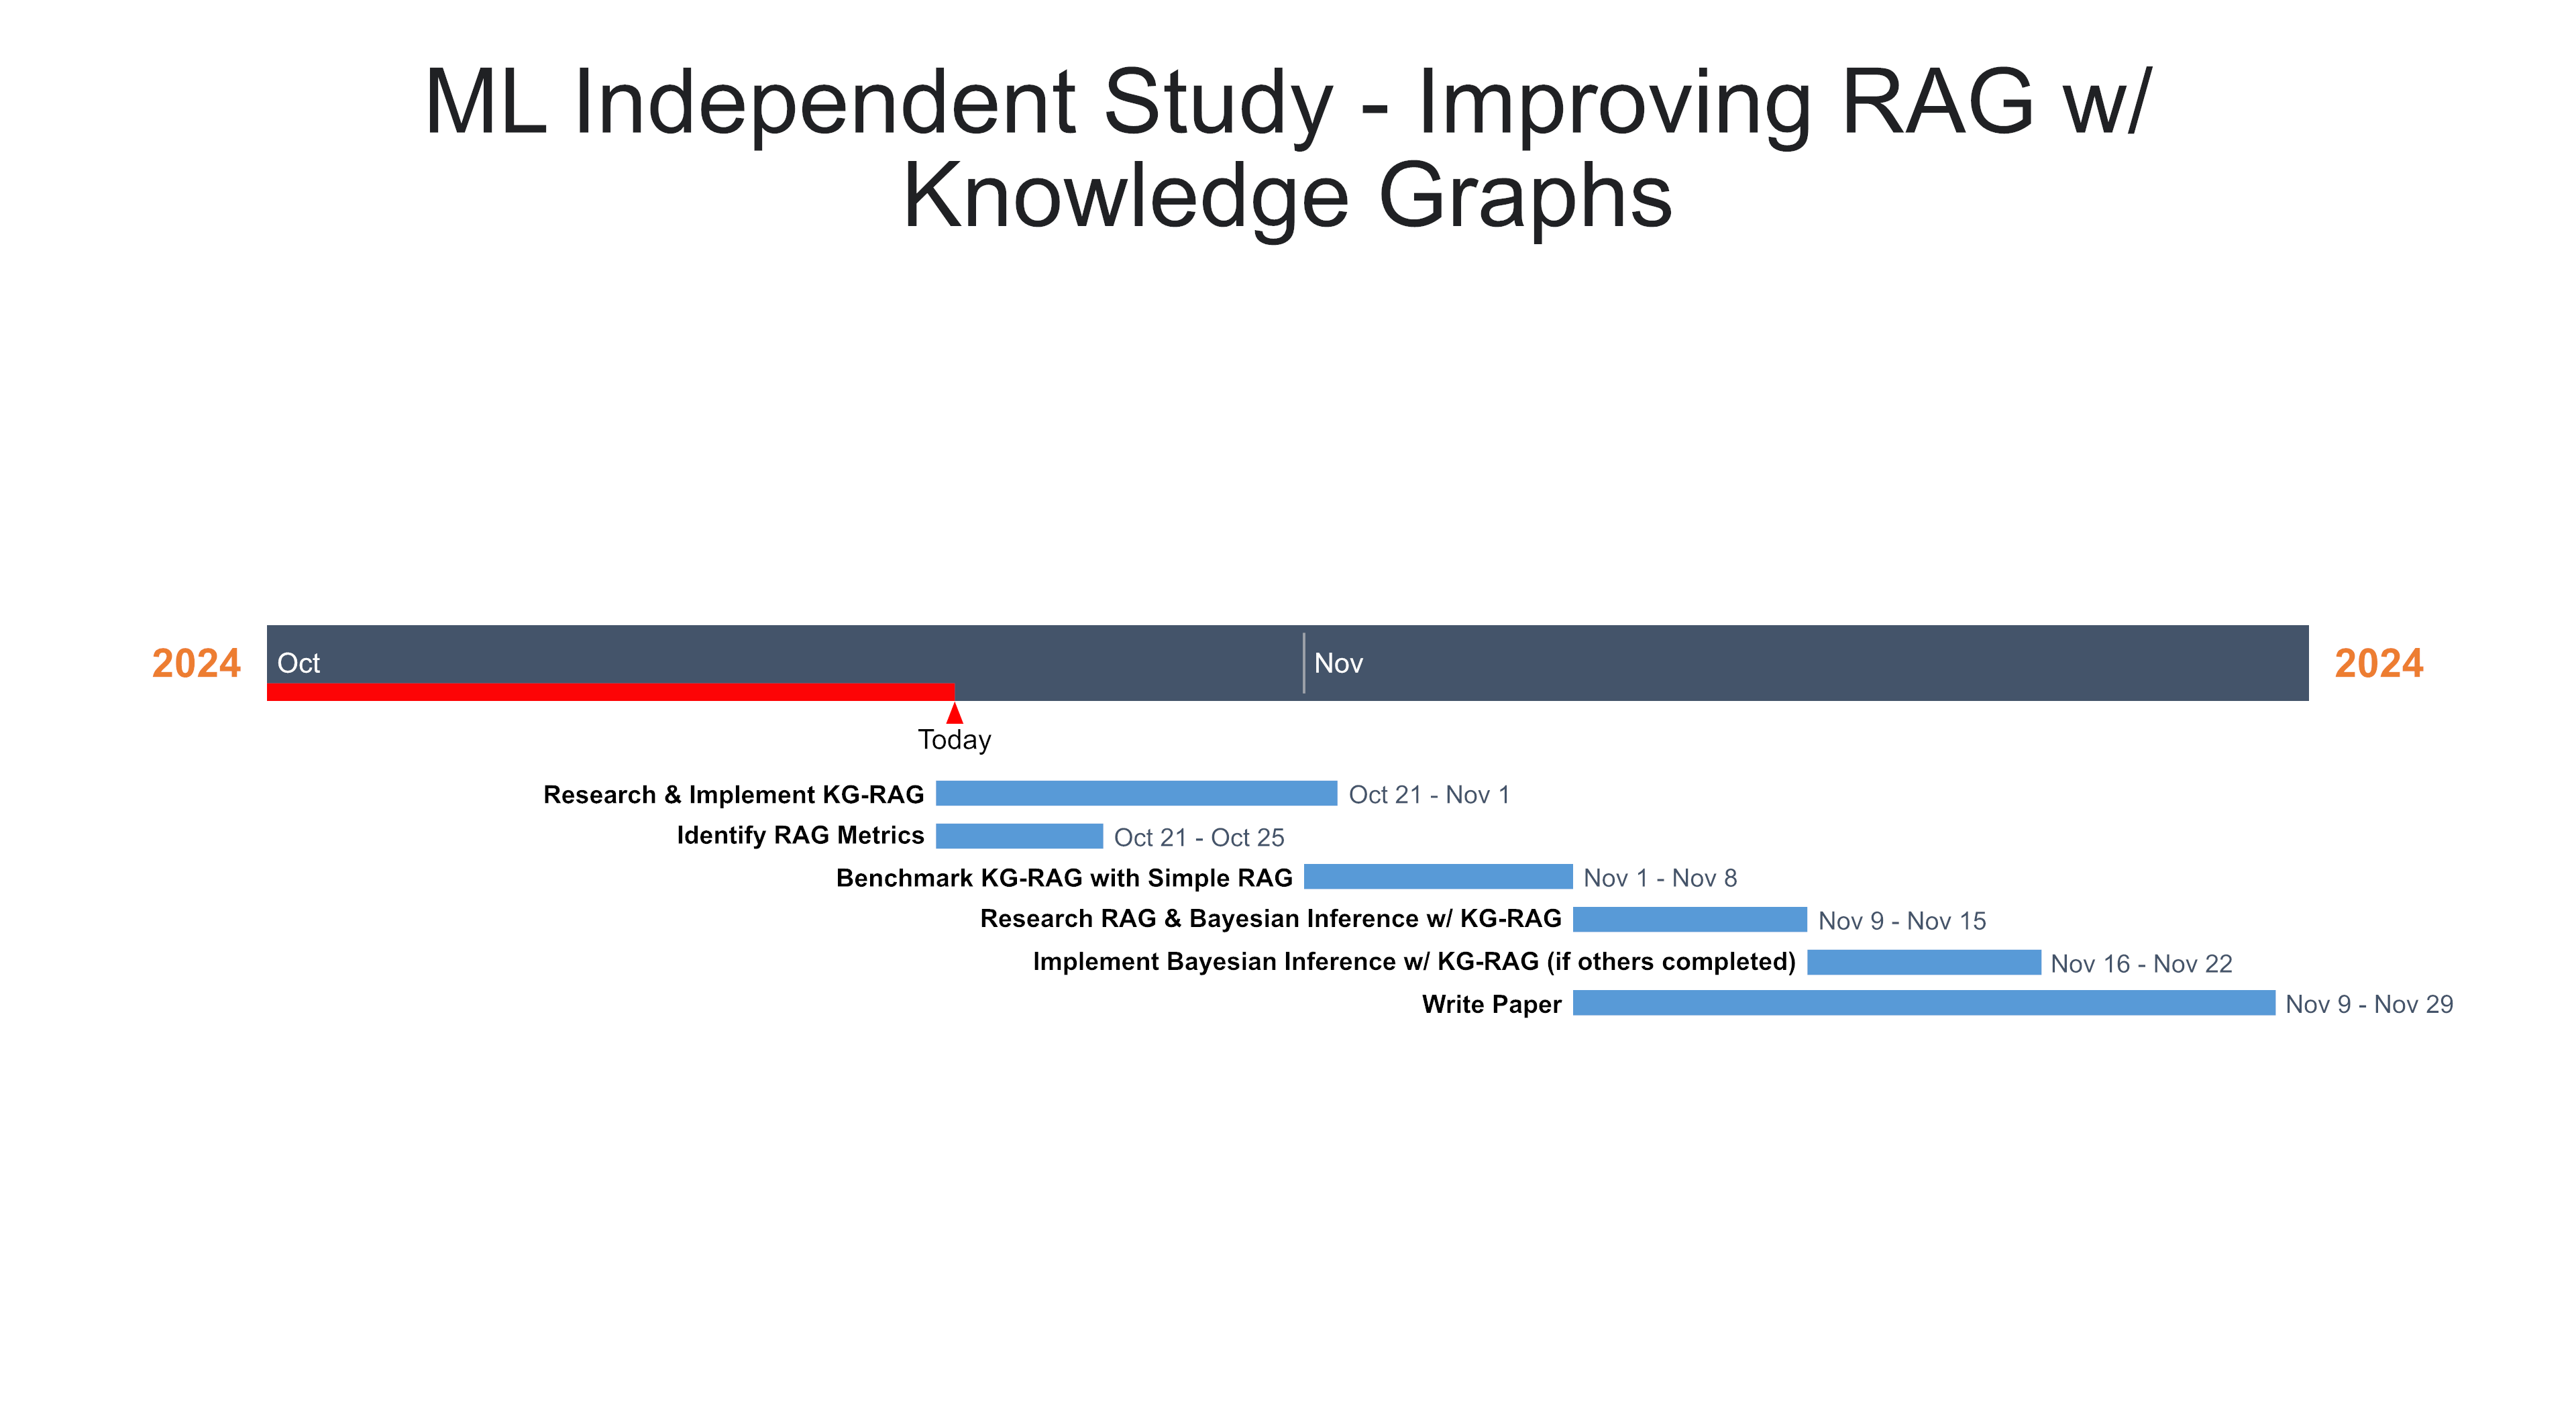 ML Independent Study - Improving RAG w/
Knowledge Graphs
2024 Oct Nov 2024
Today
Research & Implement KG-RAG Oct 21 - Nov 1
Identify RAG Metrics Oct 21 - Oct 25
Benchmark KG-RAG with Simple RAG Nov 1 - Nov 8
Research RAG & Bayesian Inference w/ KG-RAG Nov 9 - Nov 15
Implement Bayesian Inference w/ KG-RAG (if others completed) Nov 16 - Nov 22
Write Paper Nov 9 - Nov 29